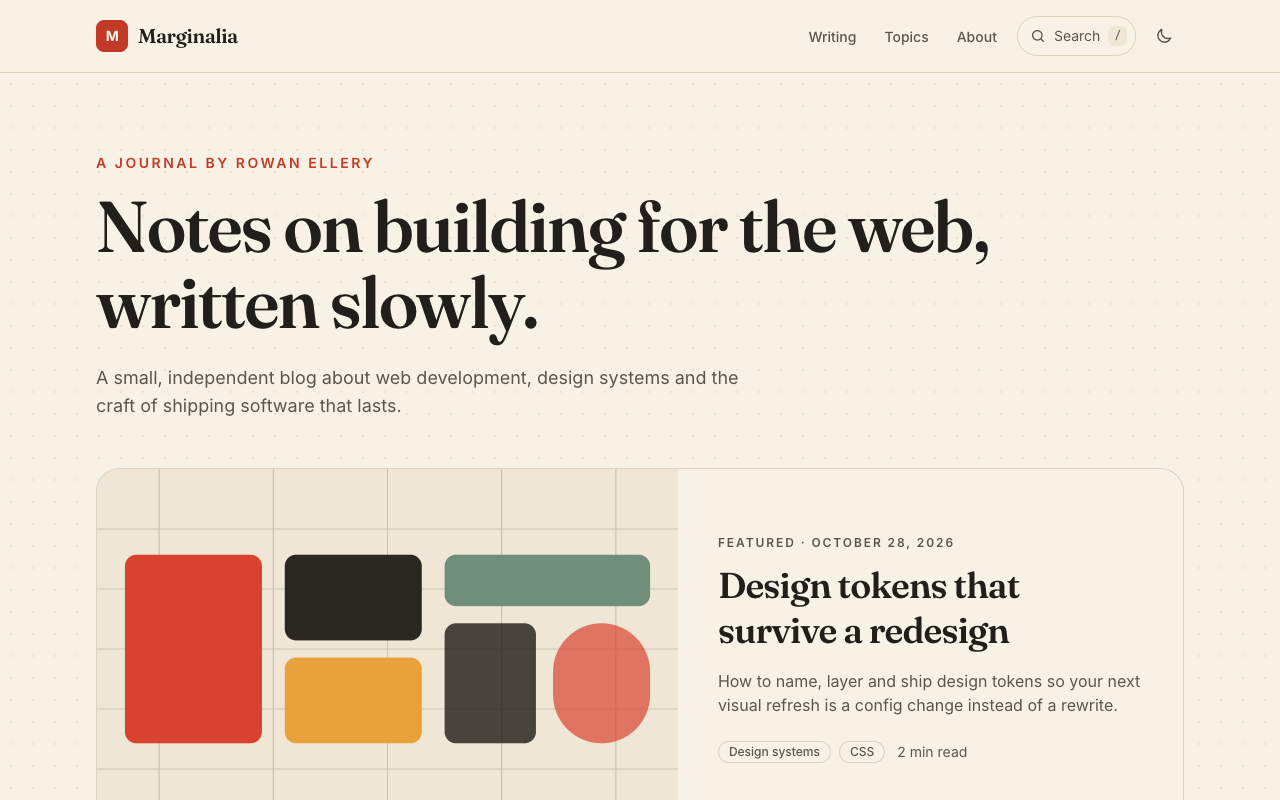 M Marginalia
Writing Topics About Search /
A JOURNAL BY ROWAN ELLERY
Notes on building for the web,
written slowly.
A small, independent blog about web development, design systems and the
craft of shipping software that lasts.
FEATURED · OCTOBER 28, 2026
Design tokens that
survive a redesign
How to name, layer and ship design tokens so your next
visual refresh is a config change instead of a rewrite.
Design systems CSS 2 min read